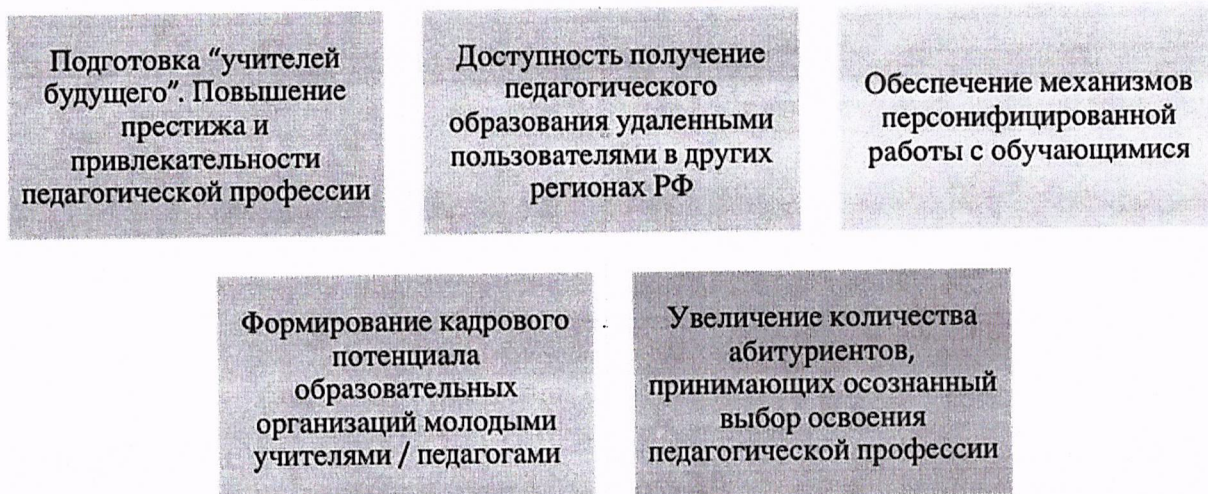 Подготовка “учителей
будущего”. Повышение
престижа и
привлекательности
педагогической профессии
Доступность получение
педагогического
образования удаленными
пользователями в других
регионах РФ
Обеспечение механизмов
персонифицированной
работы с обучающимися
Формирование кадрового
потенциала
образовательных
организаций молодыми
учителями / педагогами
Увеличение количества
абитуриентов,
принимающих осознанный
выбор освоения
педагогической профессии